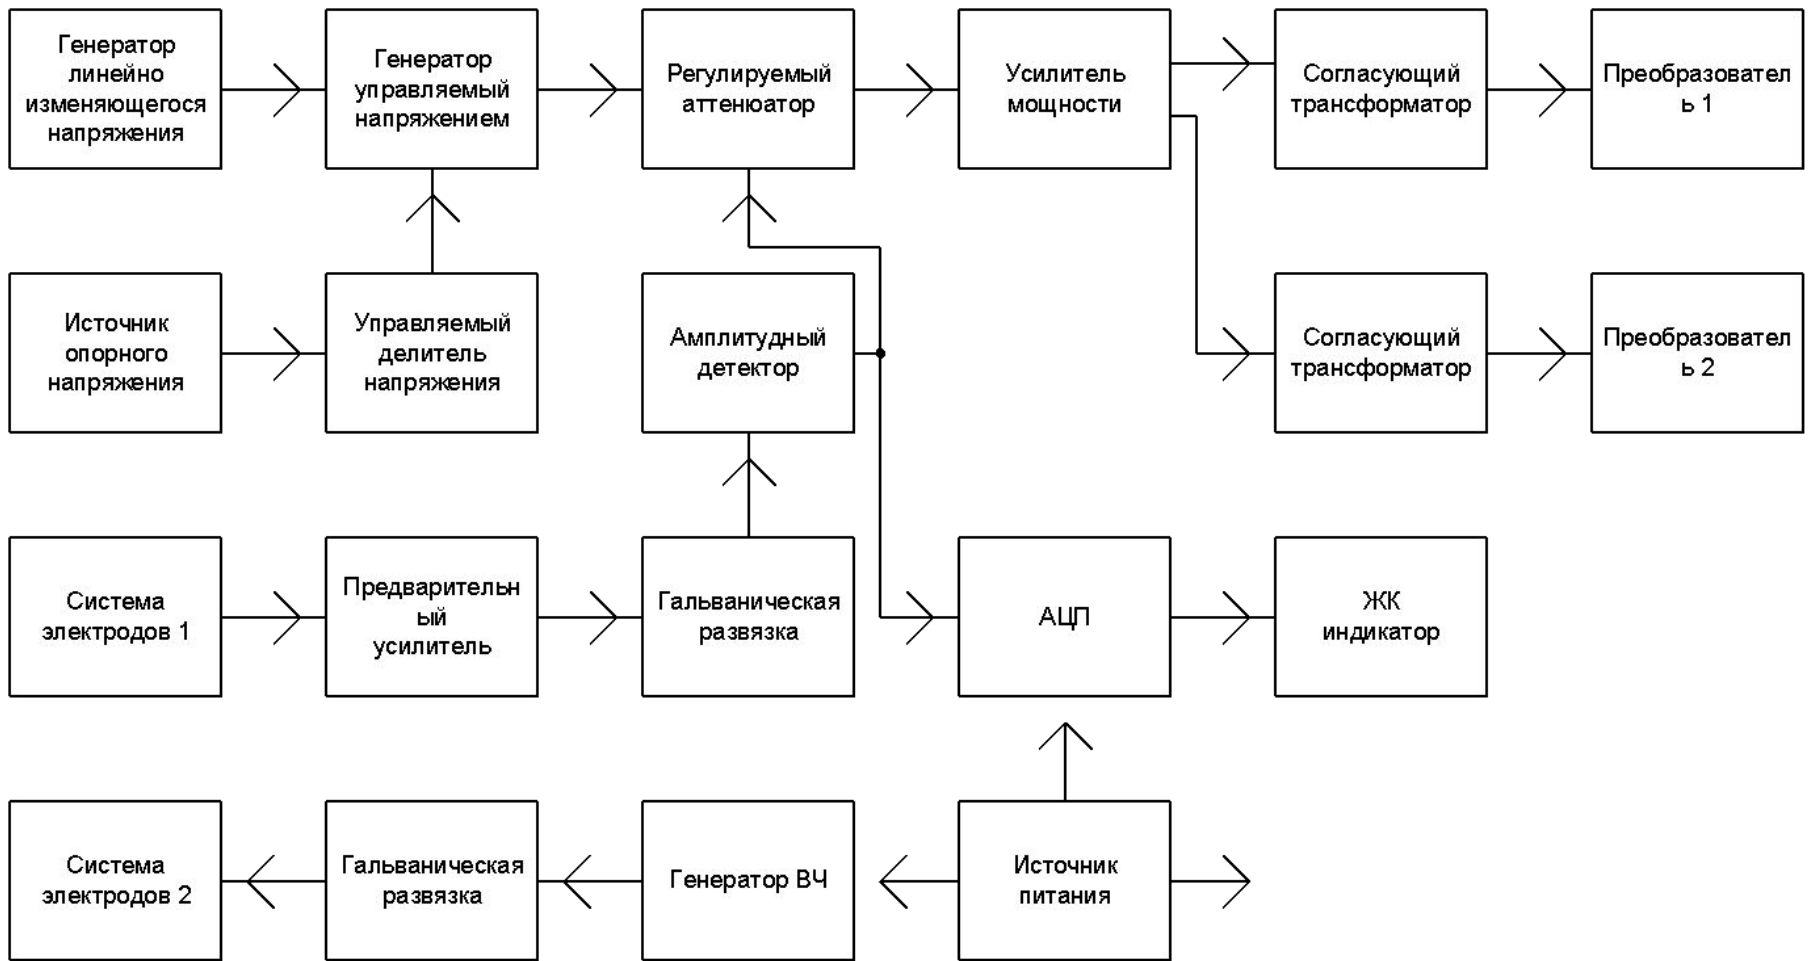 Генератор
линейно
изменяющегося
напряжения
Генератор
управляемый
напряжением
Регулируемый
аттенюатор
Усилитель
мощности
Согласующий
трансформатор
Преобразовател
ь 1
Источник
опорного
напряжения
Управляемый
делитель
напряжения
Амплитудный
детектор
Согласующий
трансформатор
Преобразовател
ь 2
Система
электродов 1
Предварительн
ый
усилитель
Гальваническая
развязка
АЦП
ЖК
индикатор
Система
электродов 2
Гальваническая
развязка
Генератор ВЧ
Источник
питания